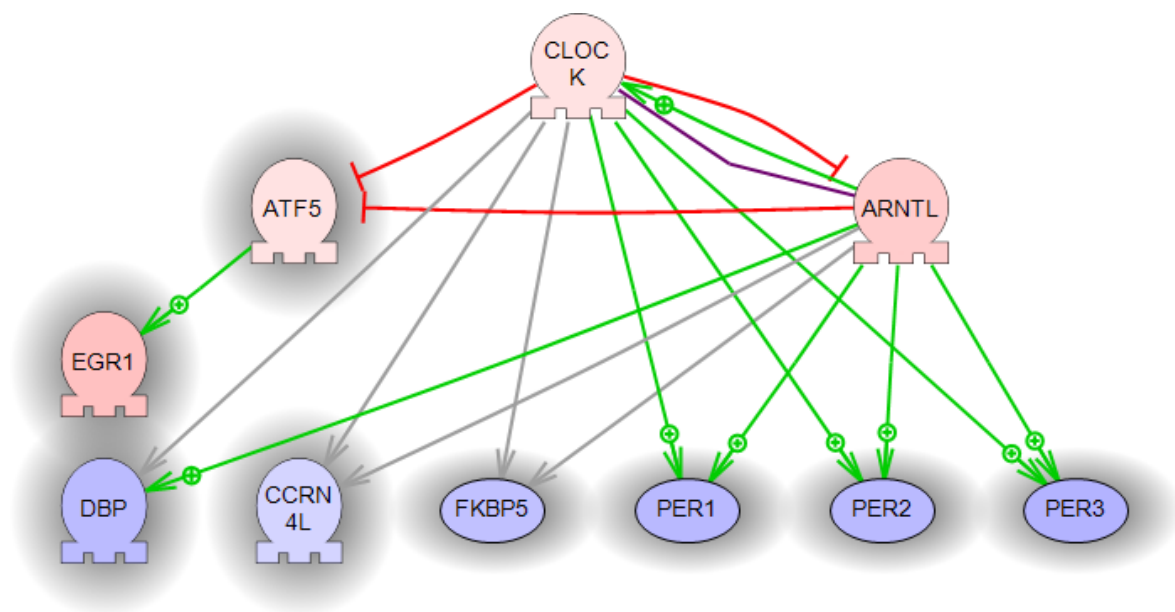 CLOC
K
ATF5
ARNTL
EGR1
DBP
CCRN
4L
FKBP5
PER1
PER2
PER3